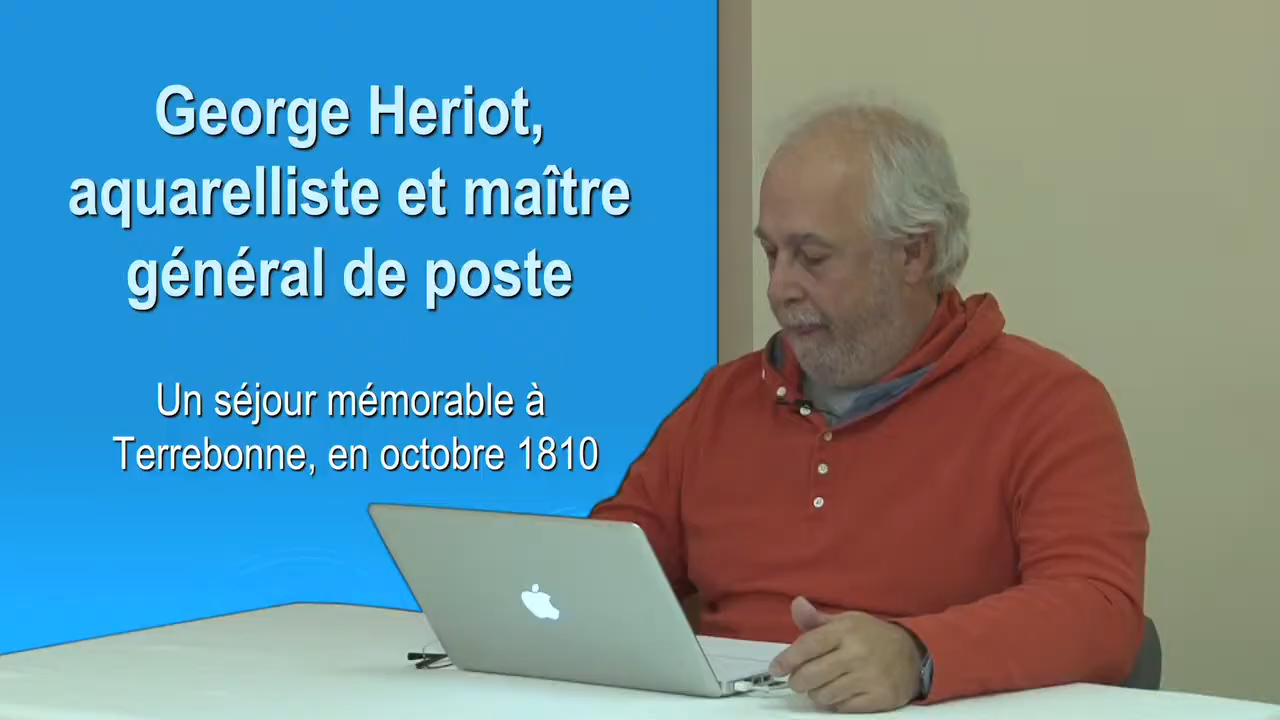 George Heriot,
aquarelliste et maître
général de poste
Un séjour mémorable à
Terrebonne, en octobre 1810